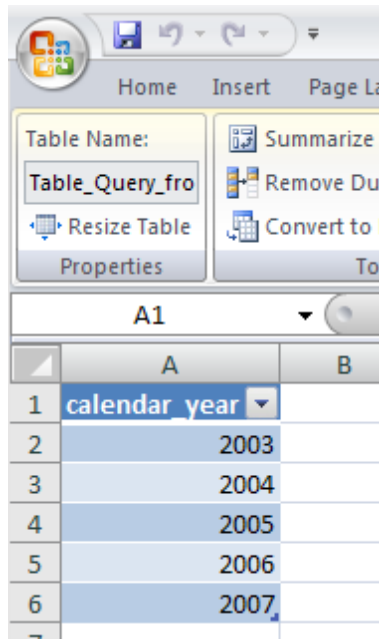 Home Insert Page La
Table Name: Summarize
Table_Query_fro Remove Du
Resize Table Convert to
Properties To
A1
A B
1 calendar_year
2 2003
3 2004
4 2005
5 2006
6 2007